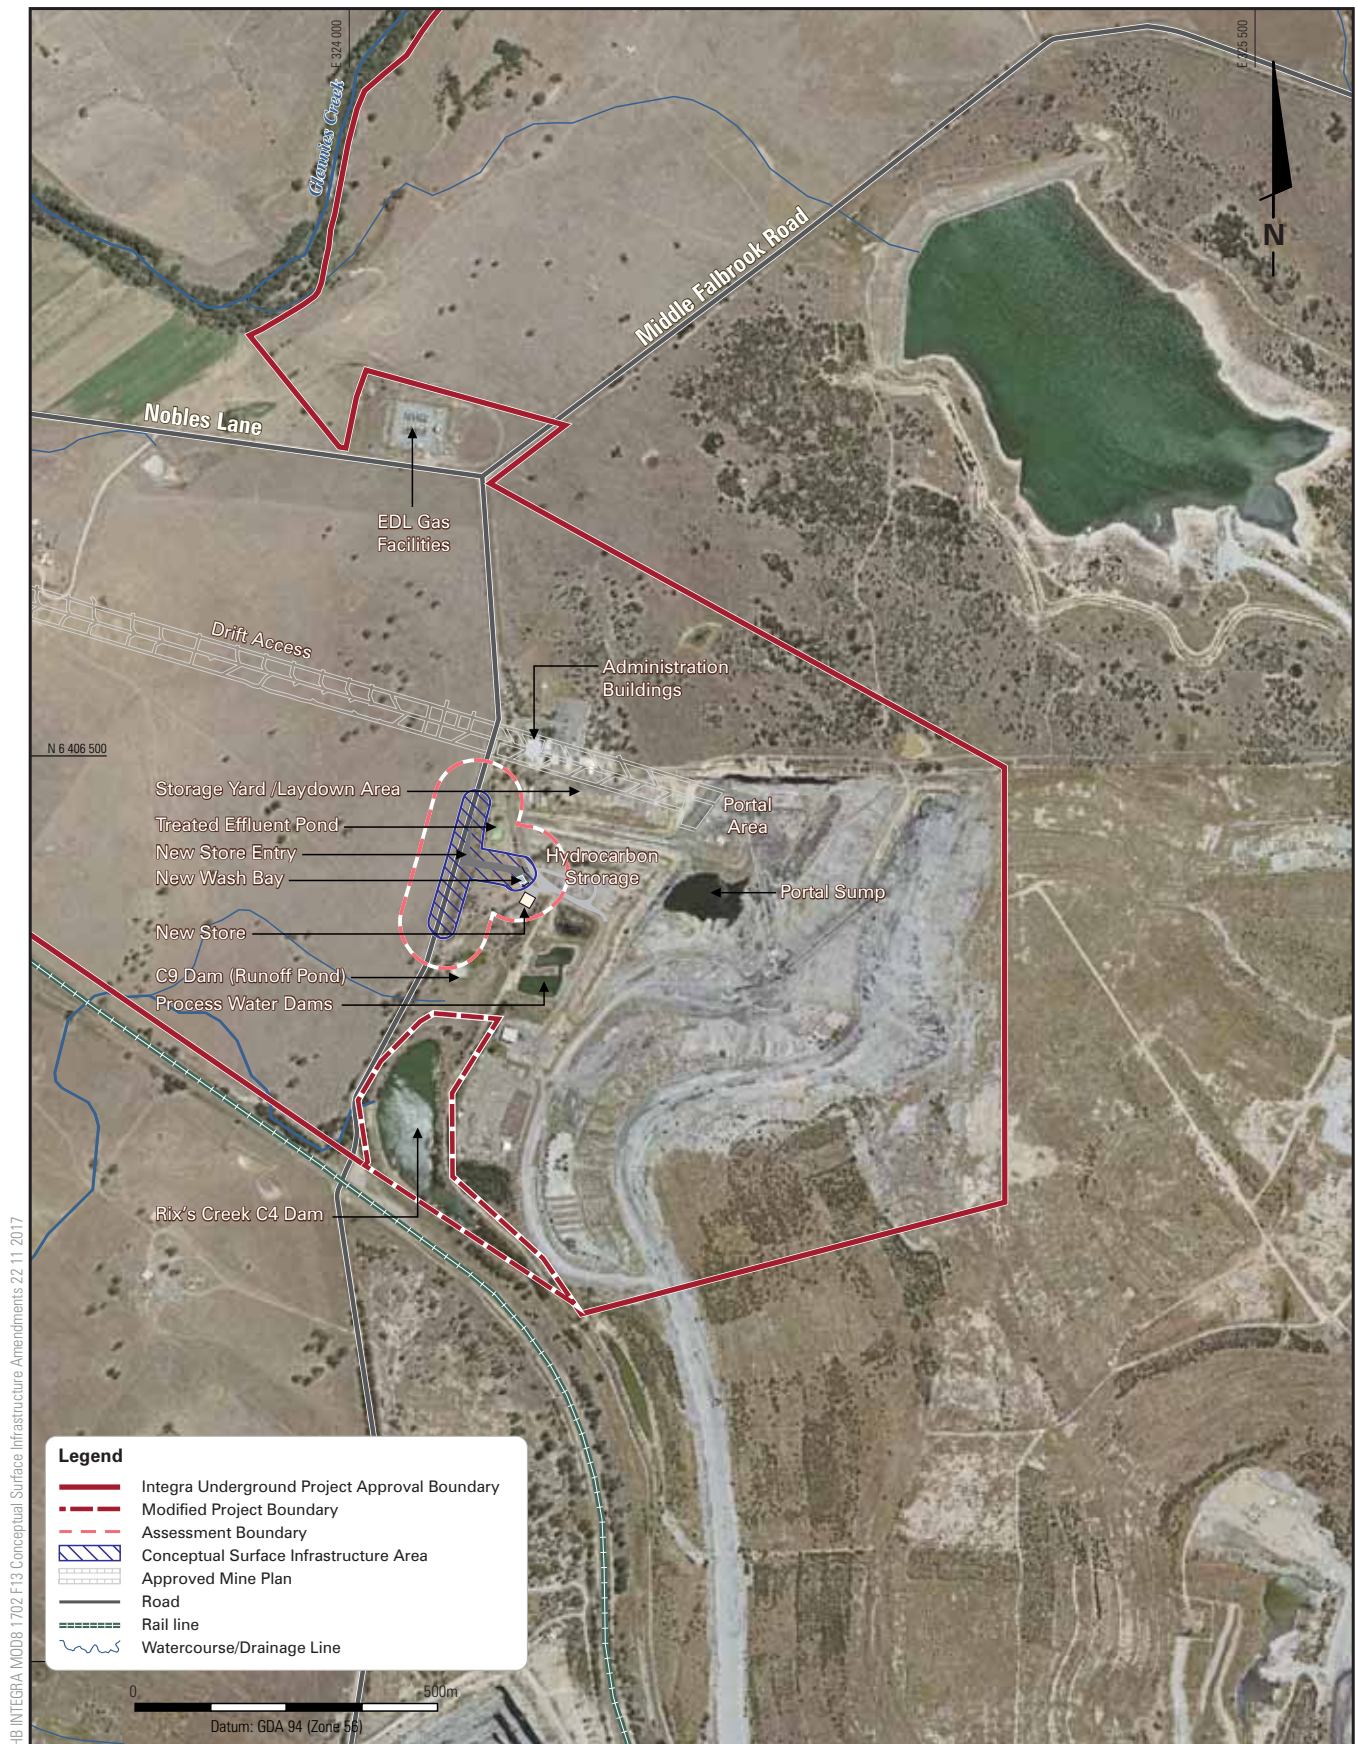 E 324 000
E 325 500
Glennies Creek
N
Middle Falbrook Road
Nobles Lane
EDL Gas
Facilities
Drift Access
Administration
Buildings
N 6 406 500
Storage Yard /Laydown Area
Portal
Area
Treated Effluent Pond
New Store Entry
Hydrocarbon
Strorage
New Wash Bay
Portal Sump
New Store
C9 Dam (Runoff Pond)
Process Water Dams
Rix's Creek C4 Dam
Legend
Integra Underground Project Approval Boundary
Modified Project Boundary
Assessment Boundary
Conceptual Surface Infrastructure Area
Approved Mine Plan
Road
Rail line
Watercourse/Drainage Line
0
500m
Datum: GDA 94 (Zone 56)
HB INTEGRA MOD8 1702 F13 Conceptual Surface Infrastructure Amendments 22 11 2017